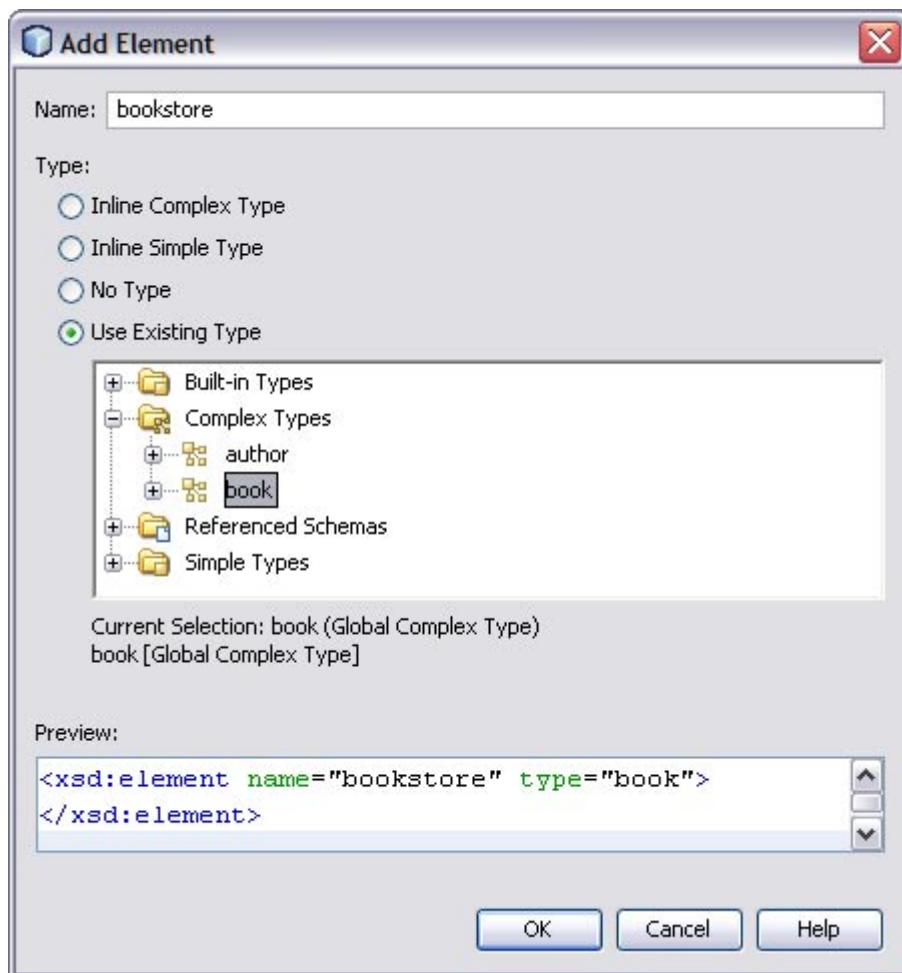 Add Element
Name: bookstore
Type:
Inline Complex Type
Inline Simple Type
No Type
Use Existing Type
Built-in Types
Complex Types
author
book
Referenced Schemas
Simple Types
Current Selection: book (Global Complex Type)
book [Global Complex Type]
Preview:
<xsd:element name="bookstore" type="book">
</xsd:element>
OK Cancel Help